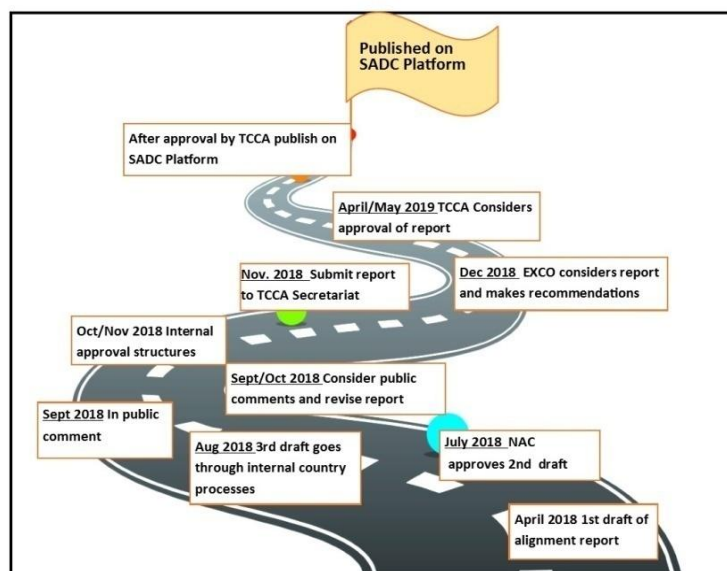 Published on
SADC Platform
After approval by TCCA publish on
SADC Platform
April/May 2019 TCCA Considers
approval of report
Nov. 2018 Submit report
to TCCA Secretariat
Dec 2018 EXCO considers report
and makes recommendations
Oct/Nov 2018 Internal
approval structures
Sept/Oct 2018 Consider public
comments and revise report
Sept 2018 In public
comment
Aug 2018 3rd draft goes
through internal country
processes
July 2018 NAC
approves 2nd draft
April 2018 1st draft of
alignment report